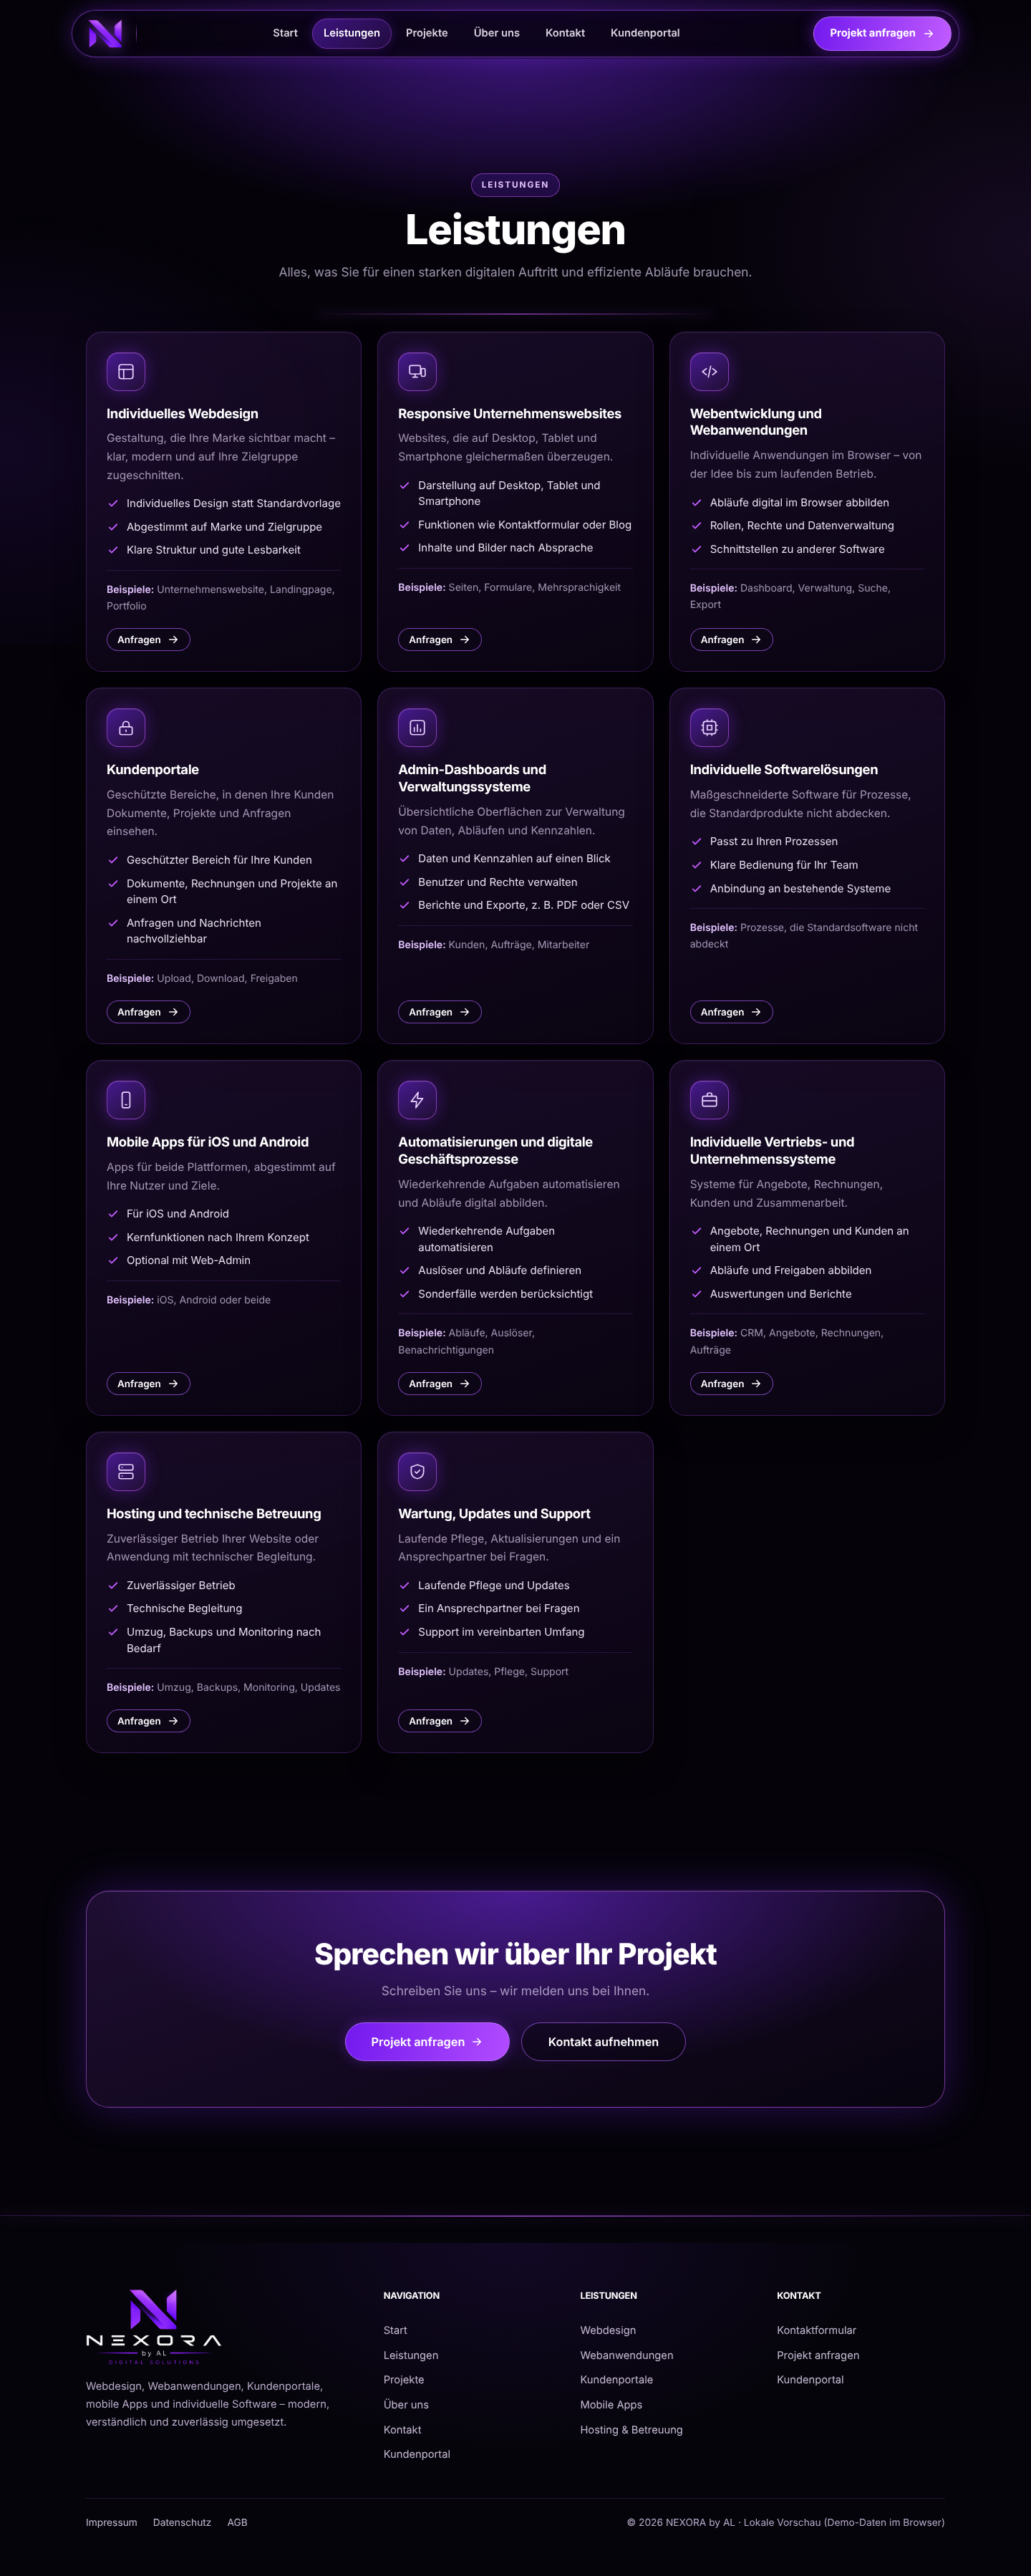 Start
Leistungen
Projekte
Über uns
Kontakt
Kundenportal
Projekt anfragen
LEISTUNGEN
Leistungen
Alles, was Sie für einen starken digitalen Auftritt und effiziente Abläufe brauchen.
Individuelles Webdesign
Gestaltung, die Ihre Marke sichtbar macht –
klar, modern und auf Ihre Zielgruppe
zugeschnitten.
Individuelles Design statt Standardvorlage
Abgestimmt auf Marke und Zielgruppe
Klare Struktur und gute Lesbarkeit
Beispiele: Unternehmenswebsite, Landingpage,
Portfolio
Anfragen
Responsive Unternehmenswebsites
Websites, die auf Desktop, Tablet und
Smartphone gleichermaßen überzeugen.
Darstellung auf Desktop, Tablet und
Smartphone
Funktionen wie Kontaktformular oder Blog
Inhalte und Bilder nach Absprache
Beispiele: Seiten, Formulare, Mehrsprachigkeit
Anfragen
Webentwicklung und
Webanwendungen
Individuelle Anwendungen im Browser – von
der Idee bis zum laufenden Betrieb.
Abläufe digital im Browser abbilden
Rollen, Rechte und Datenverwaltung
Schnittstellen zu anderer Software
Beispiele: Dashboard, Verwaltung, Suche,
Export
Anfragen
Kundenportale
Geschützte Bereiche, in denen Ihre Kunden
Dokumente, Projekte und Anfragen
einsehen.
Geschützter Bereich für Ihre Kunden
Dokumente, Rechnungen und Projekte an
einem Ort
Anfragen und Nachrichten
nachvollziehbar
Beispiele: Upload, Download, Freigaben
Anfragen
Admin-Dashboards und
Verwaltungssysteme
Übersichtliche Oberflächen zur Verwaltung
von Daten, Abläufen und Kennzahlen.
Daten und Kennzahlen auf einen Blick
Benutzer und Rechte verwalten
Berichte und Exporte, z. B. PDF oder CSV
Beispiele: Kunden, Aufträge, Mitarbeiter
Anfragen
Individuelle Softwarelösungen
Maßgeschneiderte Software für Prozesse,
die Standardprodukte nicht abdecken.
Passt zu Ihren Prozessen
Klare Bedienung für Ihr Team
Anbindung an bestehende Systeme
Beispiele: Prozesse, die Standardsoftware nicht
abdeckt
Anfragen
Mobile Apps für iOS und Android
Apps für beide Plattformen, abgestimmt auf
Ihre Nutzer und Ziele.
Für iOS und Android
Kernfunktionen nach Ihrem Konzept
Optional mit Web-Admin
Beispiele: iOS, Android oder beide
Anfragen
Automatisierungen und digitale
Geschäftsprozesse
Wiederkehrende Aufgaben automatisieren
und Abläufe digital abbilden.
Wiederkehrende Aufgaben
automatisieren
Auslöser und Abläufe definieren
Sonderfälle werden berücksichtigt
Beispiele: Abläufe, Auslöser,
Benachrichtigungen
Anfragen
Individuelle Vertriebs- und
Unternehmenssysteme
Systeme für Angebote, Rechnungen,
Kunden und Zusammenarbeit.
Angebote, Rechnungen und Kunden an
einem Ort
Abläufe und Freigaben abbilden
Auswertungen und Berichte
Beispiele: CRM, Angebote, Rechnungen,
Aufträge
Anfragen
Hosting und technische Betreuung
Zuverlässiger Betrieb Ihrer Website oder
Anwendung mit technischer Begleitung.
Zuverlässiger Betrieb
Technische Begleitung
Umzug, Backups und Monitoring nach
Bedarf
Beispiele: Umzug, Backups, Monitoring, Updates
Anfragen
Wartung, Updates und Support
Laufende Pflege, Aktualisierungen und ein
Ansprechpartner bei Fragen.
Laufende Pflege und Updates
Ein Ansprechpartner bei Fragen
Support im vereinbarten Umfang
Beispiele: Updates, Pflege, Support
Anfragen
Sprechen wir über Ihr Projekt
Schreiben Sie uns – wir melden uns bei Ihnen.
Projekt anfragen
Kontakt aufnehmen
NEXORA
by AL
DIGITAL SOLUTIONS
Webdesign, Webanwendungen, Kundenportale,
mobile Apps und individuelle Software – modern,
verständlich und zuverlässig umgesetzt.
NAVIGATION
Start
Leistungen
Projekte
Über uns
Kontakt
Kundenportal
LEISTUNGEN
Webdesign
Webanwendungen
Kundenportale
Mobile Apps
Hosting & Betreuung
KONTAKT
Kontaktformular
Projekt anfragen
Kundenportal
Impressum
Datenschutz
AGB
© 2026 NEXORA by AL · Lokale Vorschau (Demo-Daten im Browser)